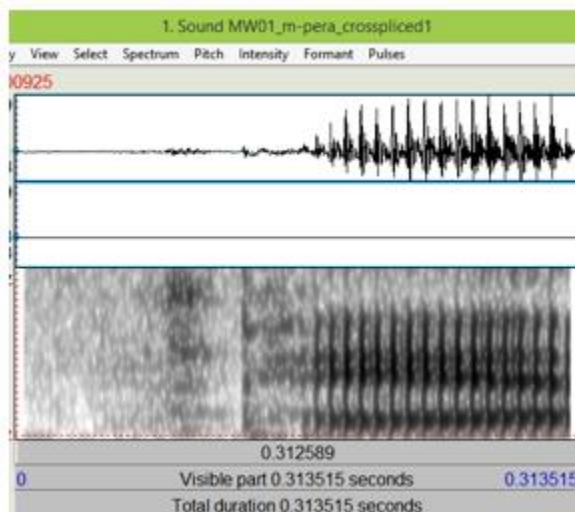 1. Sound MW01_m-pera_crossspliced1
y View Select Spectrum Pitch Intensity Formant Pulses
00925
0.312589
0 Visible part 0.313515 seconds 0.313515
Total duration 0.313515 seconds